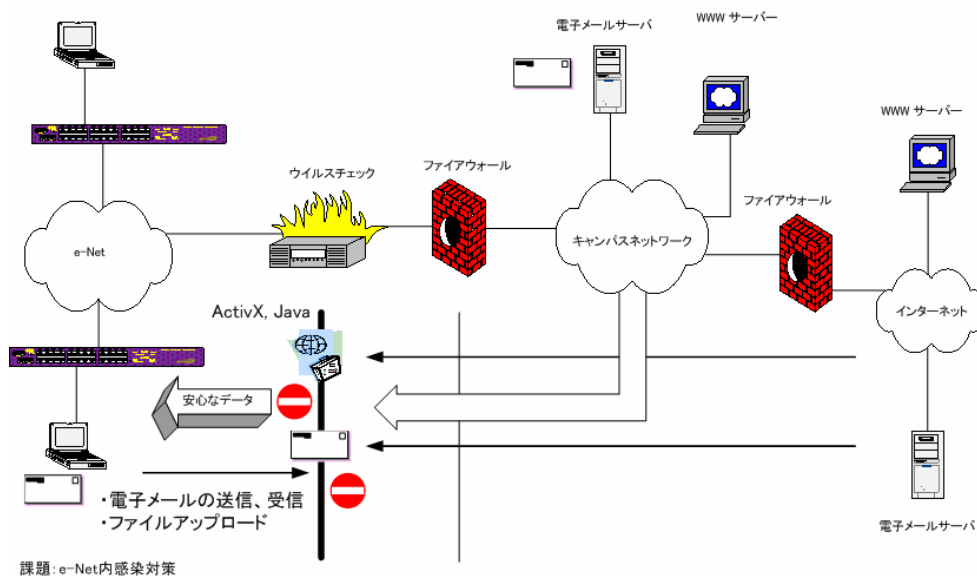 電子メールサーバ
WWW サーバー
WWW サーバー
ウイルスチェック
ファイアウォール
ファイアウォール
e-Net
キャンパスネットワーク
インターネット
ActivX, Java
安心なデータ
・電子メールの送信、受信
・ファイルアップロード
電子メールサーバ
課題：e-Net内感染対策